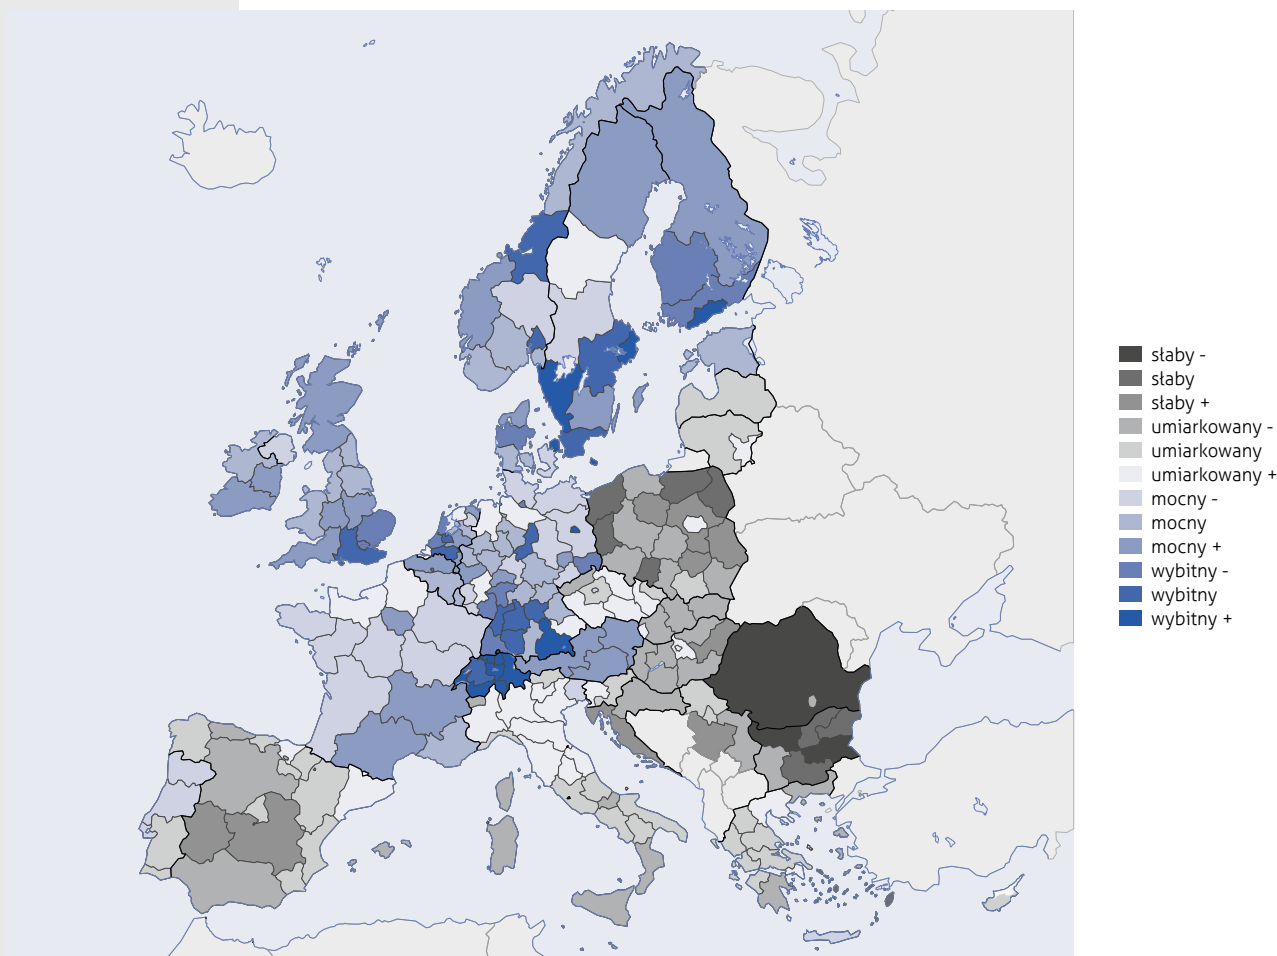 słaby -
słaby
słaby +
umiarkowany -
umiarkowany
umiarkowany +
mocny -
mocny
mocny +
wybitny -
wybitny
wybitny +